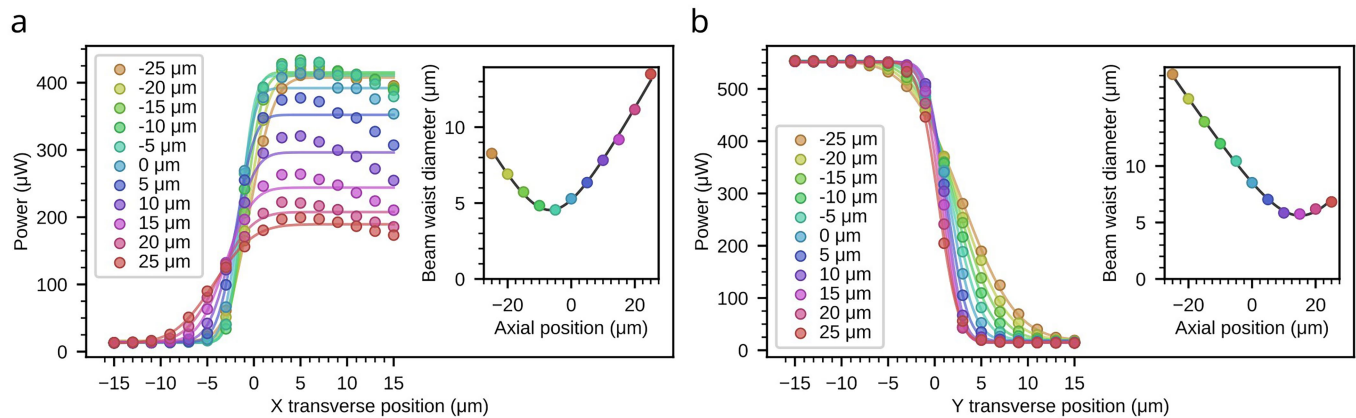 a
Power (µW)
400
300
200
100
0
-25 µm
-20 µm
-15 µm
-10 µm
-5 µm
0 µm
5 µm
10 µm
15 µm
20 µm
25 µm
−15 −10 −5 0 5 10 15
X transverse position (µm)
Beam waist diameter (µm)
10
5
0
−20 0 20
Axial position (µm)
b
Power (µW)
500
400
300
200
100
0
-25 µm
-20 µm
-15 µm
-10 µm
-5 µm
0 µm
5 µm
10 µm
15 µm
20 µm
25 µm
−15 −10 −5 0 5 10 15
Y transverse position (µm)
Beam waist diameter (µm)
10
5
0
−20 0 20
Axial position (µm)